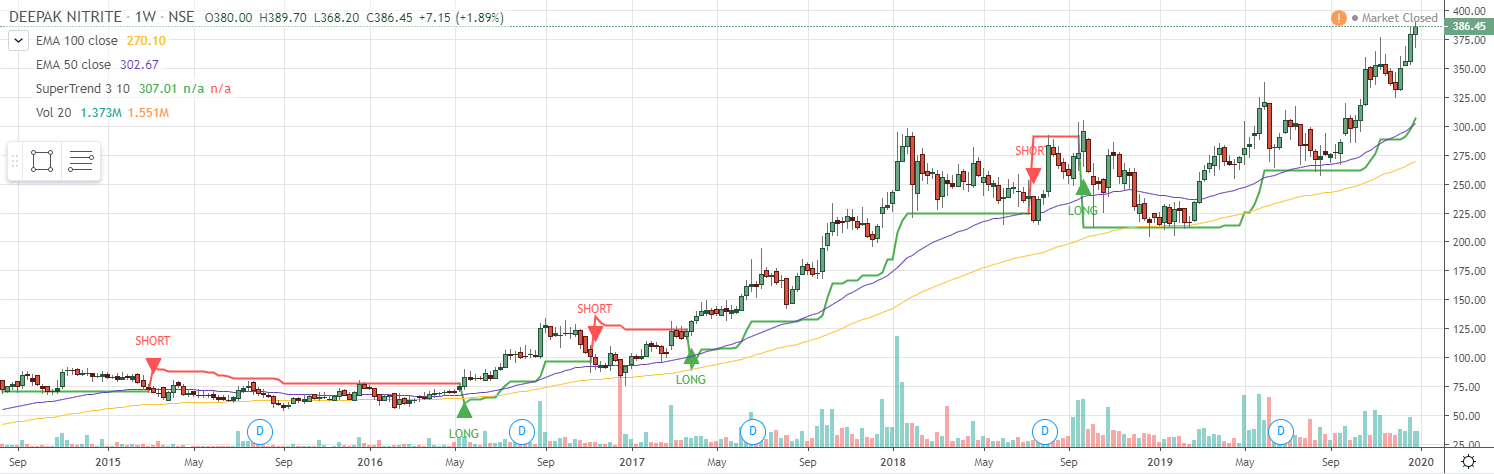 DEEPAK NITRITE · 1W · NSE O380.00 H389.70 L368.20 C386.45 +7.15 (+1.89%)
! ● Market Closed
EMA 100 close 270.10
EMA 50 close 302.67
SuperTrend 3 10 307.01 n/a n/a
Vol 20 1.373M 1.551M
400.00
386.45
375.00
350.00
325.00
300.00
275.00
250.00
225.00
200.00
175.00
150.00
125.00
100.00
75.00
50.00
25.00
SHORT
LONG
SHORT
LONG
SHORT
LONG
D D D D D
Sep 2015 May Sep 2016 May Sep 2017 May Sep 2018 May Sep 2019 May Sep 2020